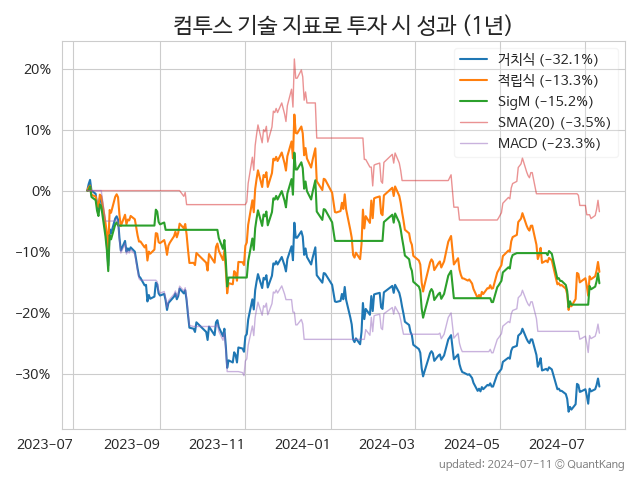 컴투스 기술 지표로 투자 시 성과 (1년)
거치식 (−32.1%)
적립식 (−13.3%)
SigM (−15.2%)
SMA(20) (−3.5%)
MACD (−23.3%)
20%
10%
0%
−10%
−20%
−30%
2023-07 2023-09 2023-11 2024-01 2024-03 2024-05 2024-07
updated: 2024-07-11 © QuantKang